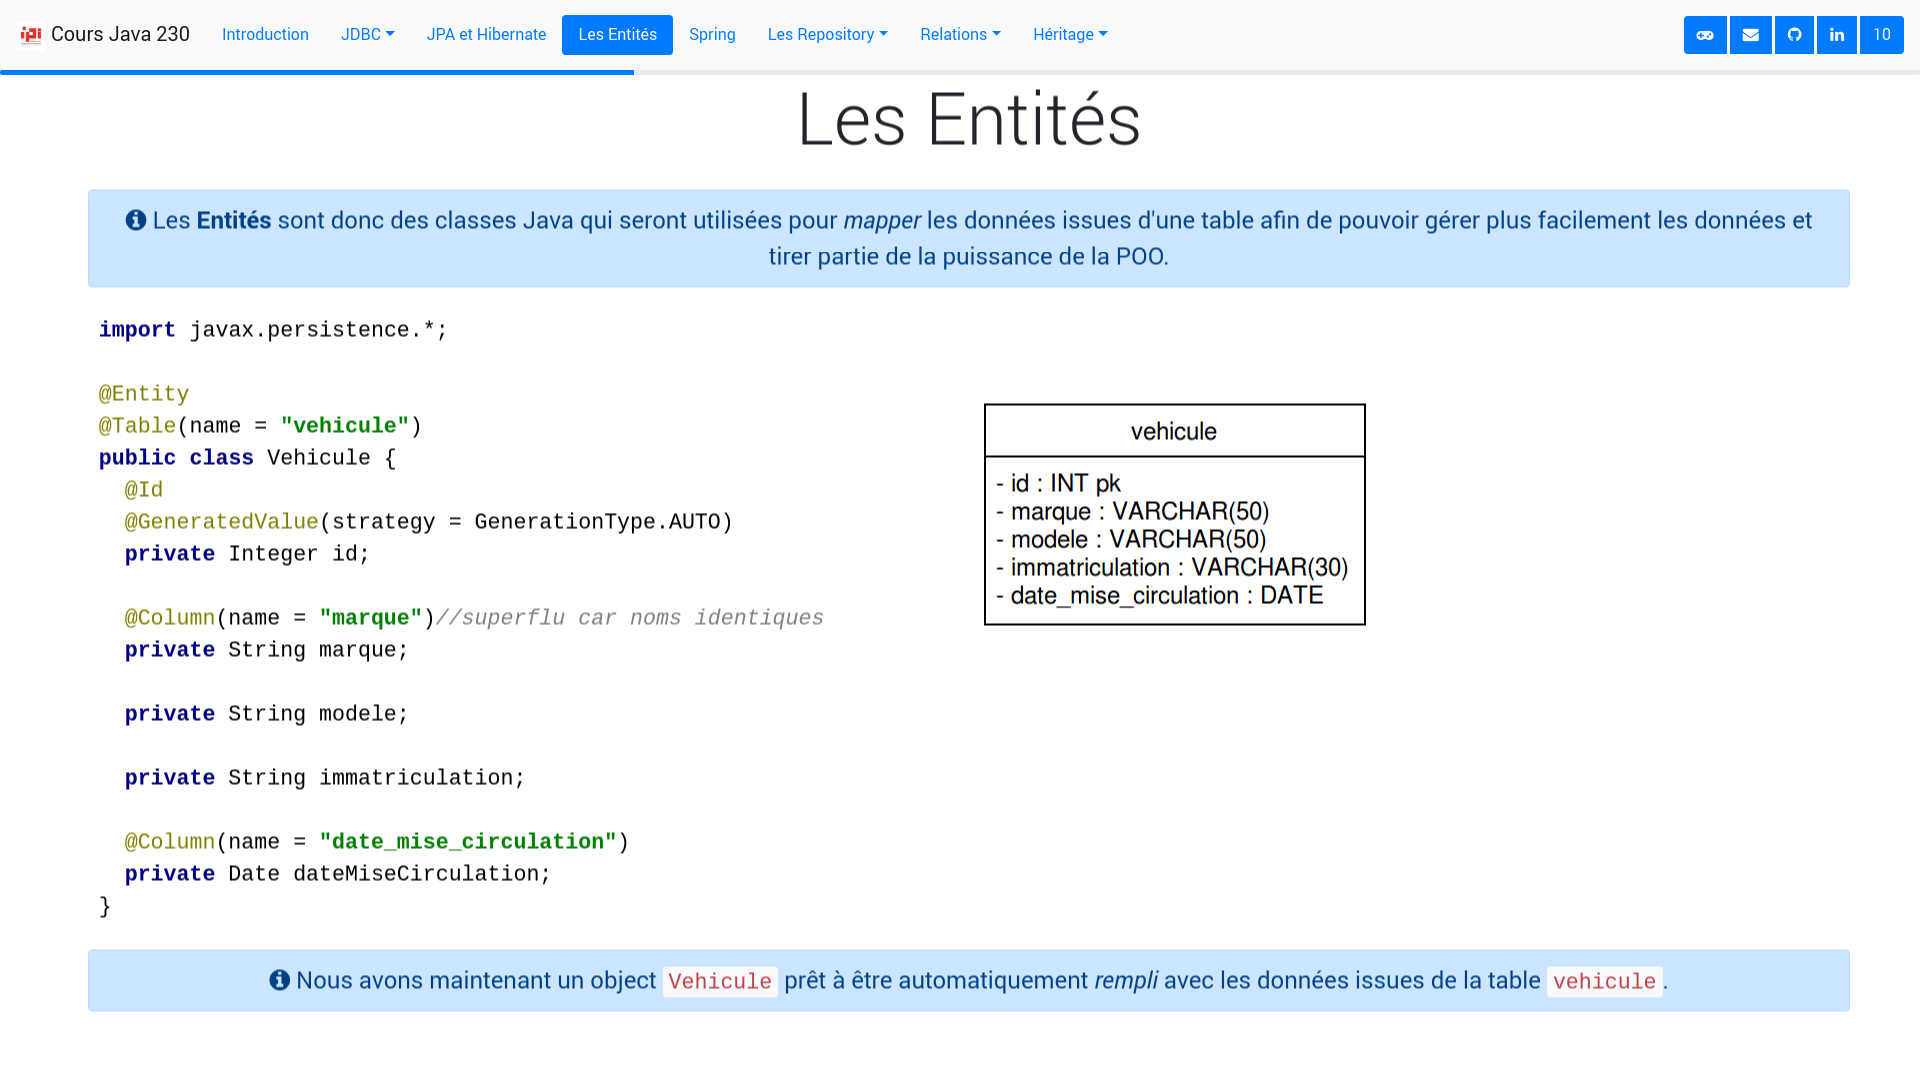 ipi Cours Java 230 Introduction JDBC JPA et Hibernate Les Entités Spring Les Repository Relations Héritage 10
Les Entités
Les Entités sont donc des classes Java qui seront utilisées pour mapper les données issues d'une table afin de pouvoir gérer plus facilement les données et
tirer partie de la puissance de la POO.
import javax.persistence.*;
@Entity
@Table(name = "vehicule")
public class Vehicule {
@Id
@GeneratedValue(strategy = GenerationType.AUTO)
private Integer id;
@Column(name = "marque")//superflu car noms identiques
private String marque;
private String modele;
private String immatriculation;
@Column(name = "date_mise_circulation")
private Date dateMiseCirculation;
}
vehicule
- id : INT pk
- marque : VARCHAR(50)
- modele : VARCHAR(50)
- immatriculation : VARCHAR(30)
- date_mise_circulation : DATE
Nous avons maintenant un object Vehicule prêt à être automatiquement rempli avec les données issues de la table vehicule.